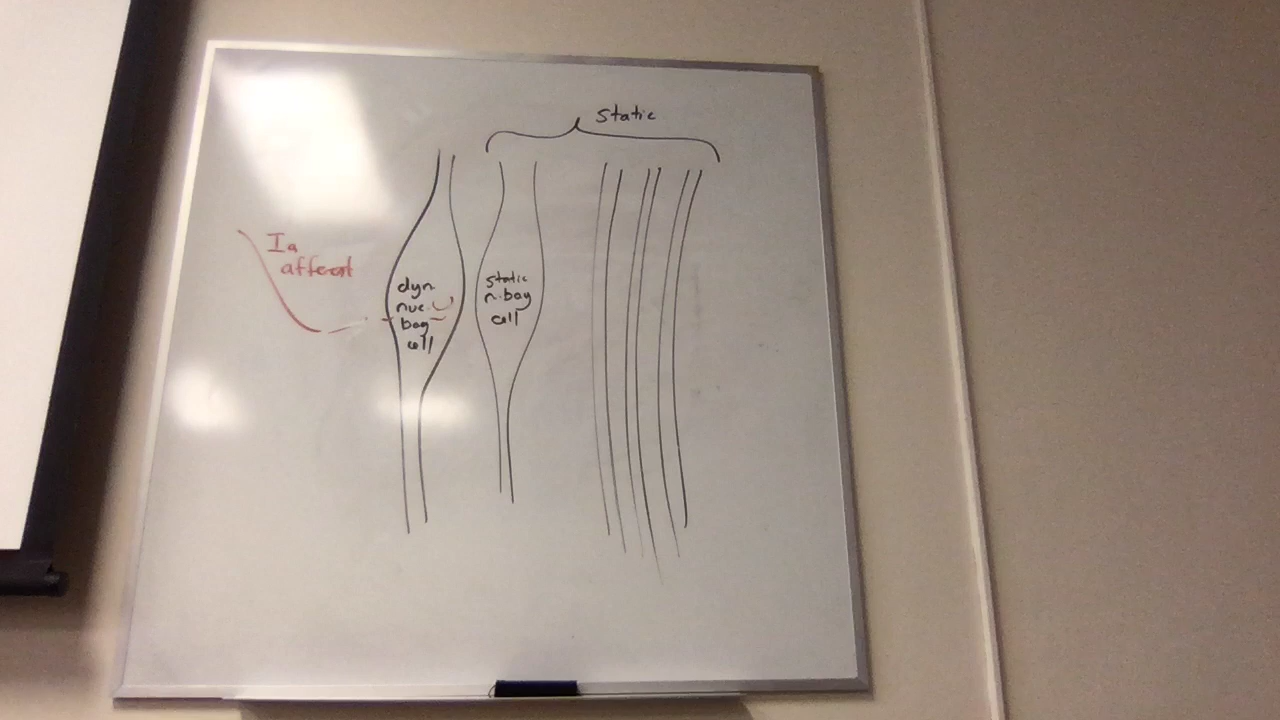 Static
Ia
afferent
dyn
nuc.
bag
cell
static
n. bag
cell